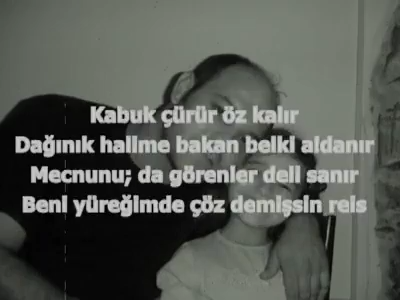 Kabuk çürür öz kalır
Dağınık halime bakan belki aldanır
Mecnunu; da görenler deli sanır
Beni yüreğimde çöz demişsin reis